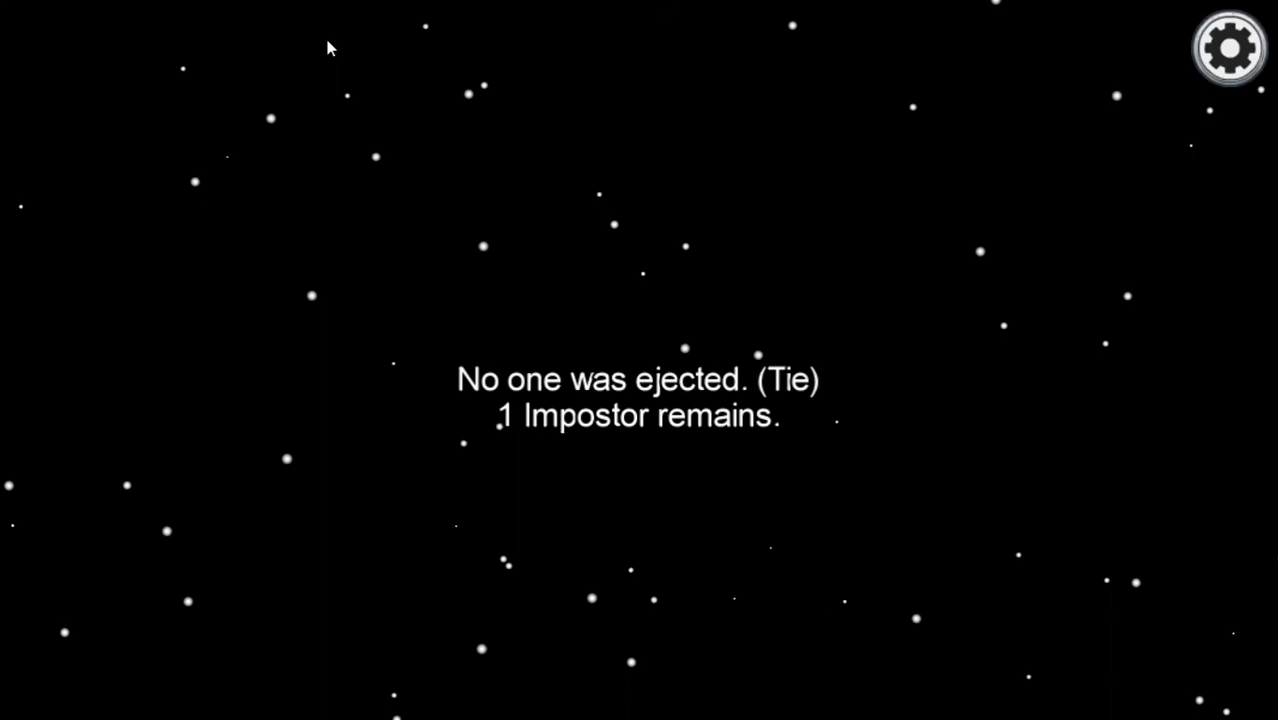 No one was ejected. (Tie)
1 Impostor remains.